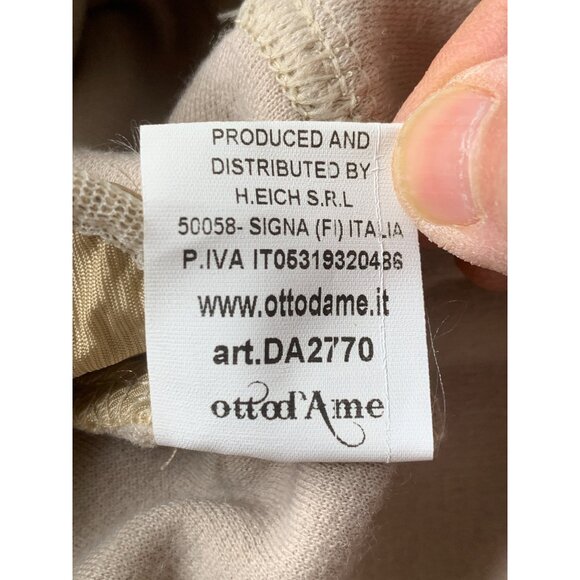 PRODUCED AND
DISTRIBUTED BY
H.EICH S.R.L
50058- SIGNA (FI) ITALIA
P.IVA IT05319320486
www.ottodame.it
art.DA2770
ottod'Ame